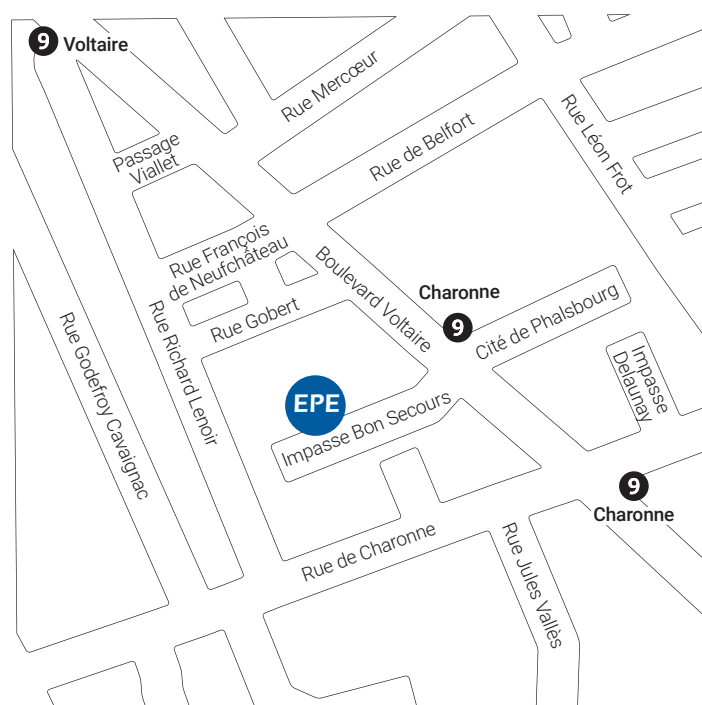 9 Voltaire
Rue Mercœur
Passage
Viallet
Rue de Belfort
Rue Léon Frot
Rue François
de Neufchâteau
Boulevard Voltaire
Charonne
9
Cité de Phalsbourg
Rue Gobert
Rue Richard Lenoir
Rue Godefroy Cavaignac
Impasse
Delaunay
EPE
Impasse Bon Secours
9
Charonne
Rue de Charonne
Rue Jules Vallès